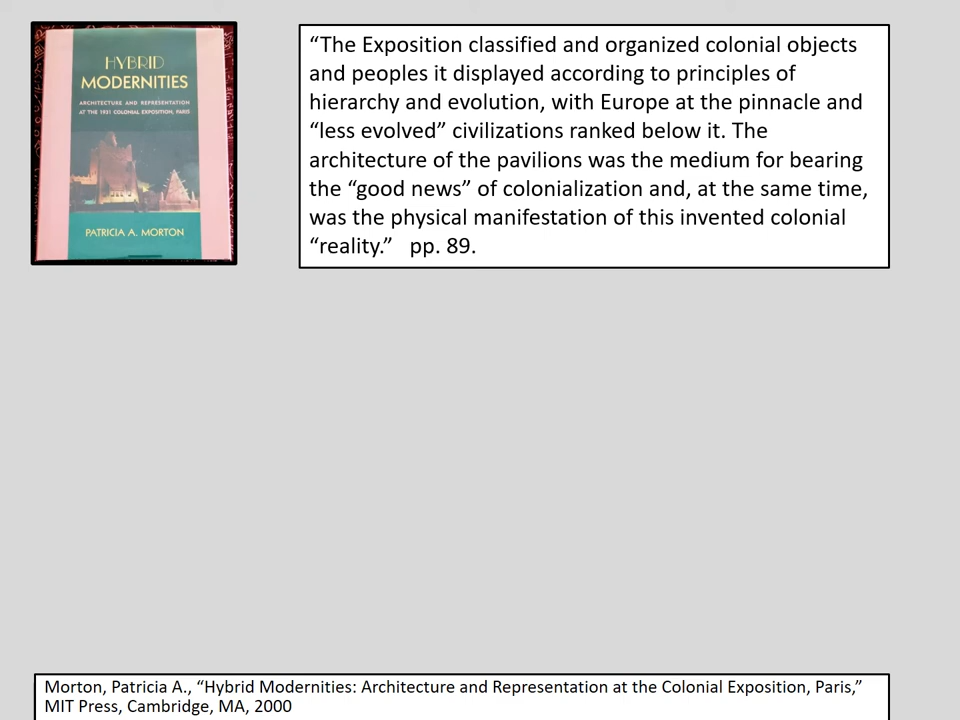 HYBRID
MODERNITIES
ARCHITECTURE AND REPRESENTATION
AT THE 1931 COLONIAL EXPOSITION, PARIS
PATRICIA A. MORTON
“The Exposition classified and organized colonial objects
and peoples it displayed according to principles of
hierarchy and evolution, with Europe at the pinnacle and
“less evolved” civilizations ranked below it. The
architecture of the pavilions was the medium for bearing
the “good news” of colonialization and, at the same time,
was the physical manifestation of this invented colonial
“reality.”   pp. 89.
Morton, Patricia A., “Hybrid Modernities: Architecture and Representation at the Colonial Exposition, Paris,”
MIT Press, Cambridge, MA, 2000